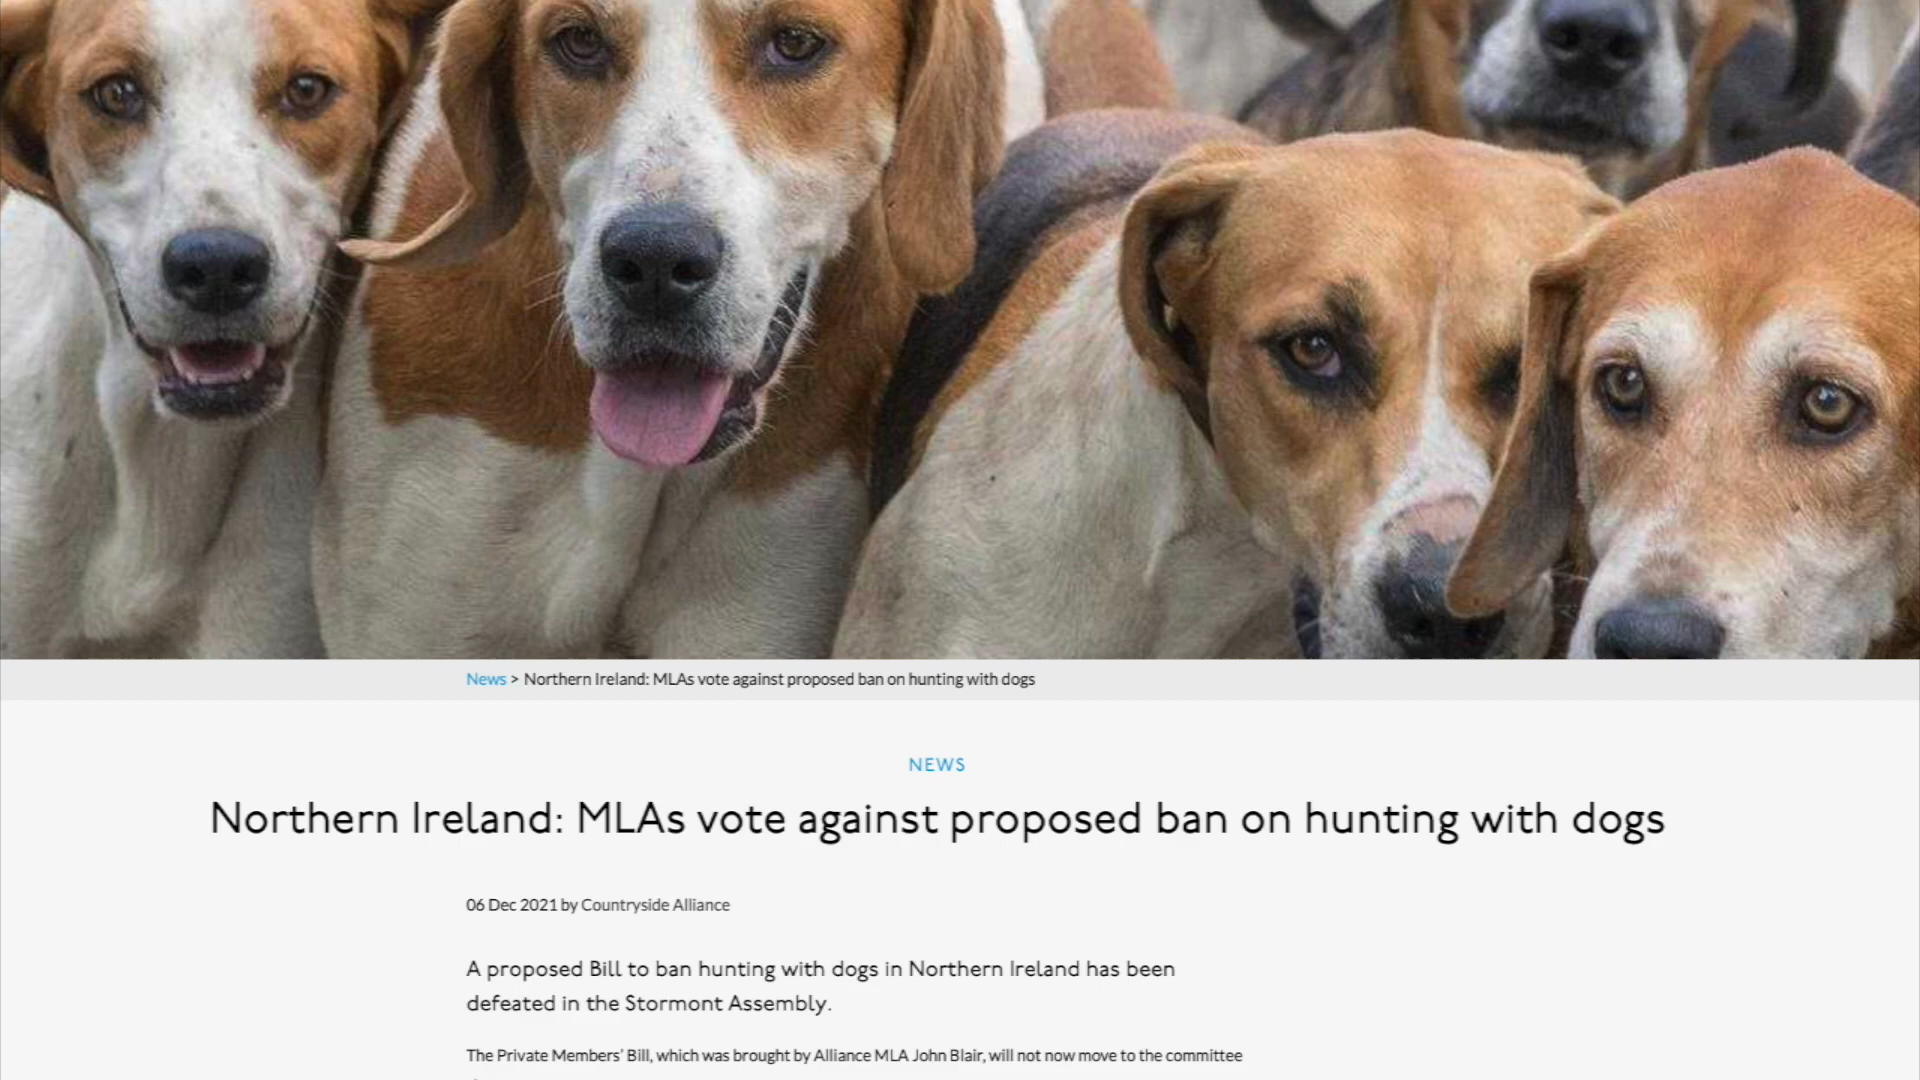 News > Northern Ireland: MLAs vote against proposed ban on hunting with dogs
NEWS
Northern Ireland: MLAs vote against proposed ban on hunting with dogs
06 Dec 2021 by Countryside Alliance
A proposed Bill to ban hunting with dogs in Northern Ireland has been
defeated in the Stormont Assembly.
The Private Members' Bill, which was brought by Alliance MLA John Blair, will not now move to the committee